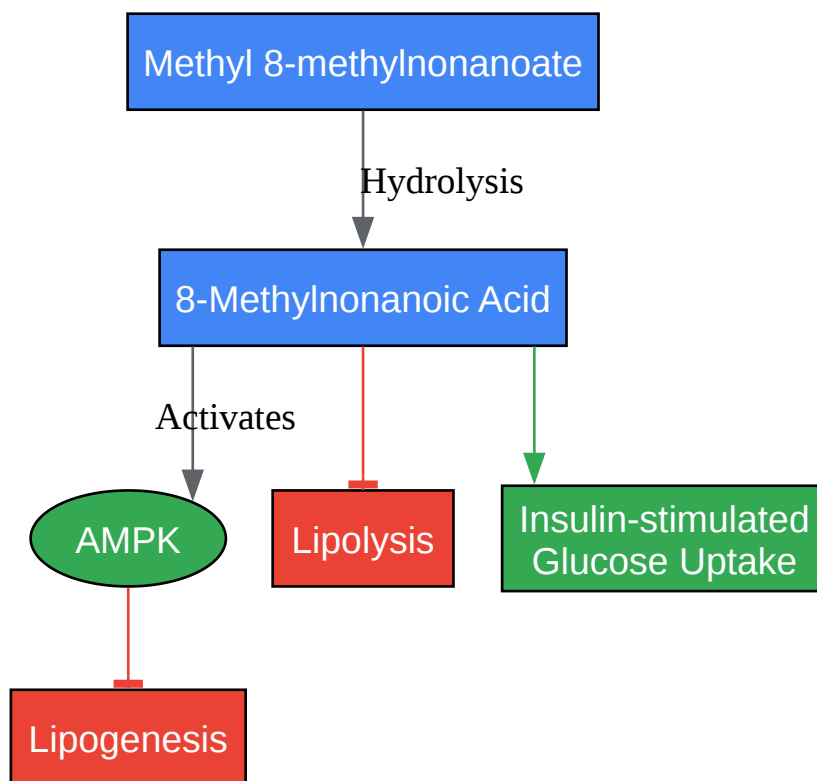 Methyl 8-methylnonanoate
Hydrolysis
8-Methylnonanoic Acid
Activates
AMPK
Lipolysis
Insulin-stimulated
Glucose Uptake
Lipogenesis